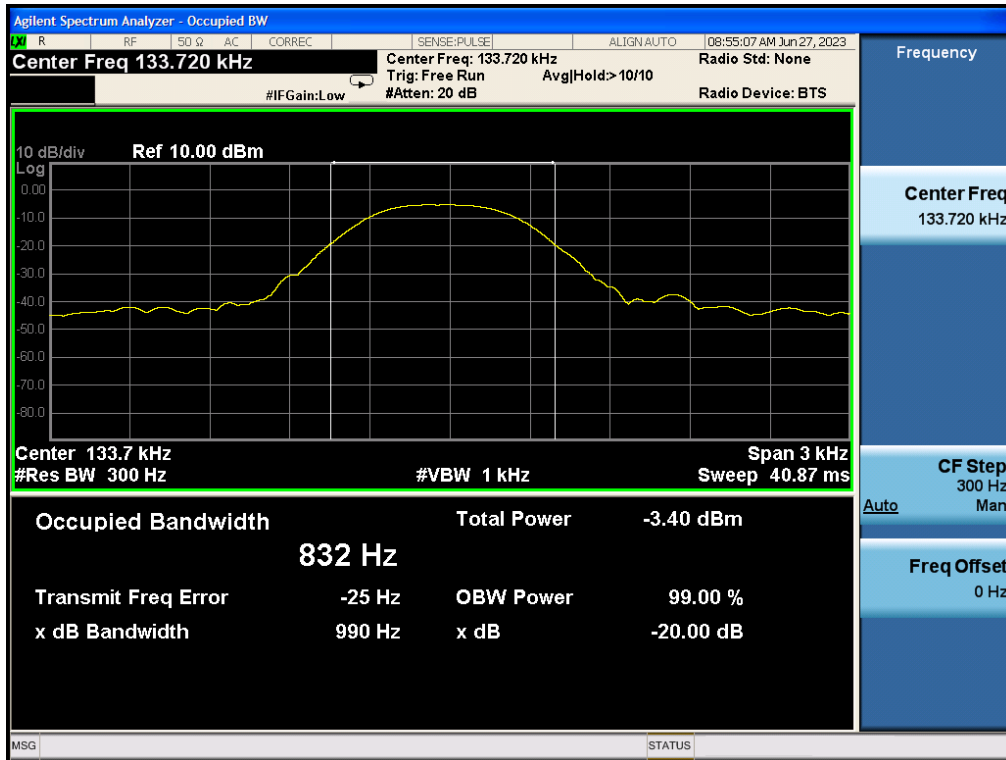 Agilent Spectrum Analyzer - Occupied BW
LXI R RF 50 Ω AC CORREC SENSE:PULSE ALIGN AUTO 08:55:07 AM Jun 27, 2023
Center Freq 133.720 kHz Center Freq: 133.720 kHz Radio Std: None
Trig: Free Run Avg|Hold:> 10/10
#IFGain:Low #Atten: 20 dB Radio Device: BTS
10 dB/div Ref 10.00 dBm
Log
0.00
-10.0
-20.0
-30.0
-40.0
-50.0
-60.0
-70.0
-80.0
Center 133.7 kHz Span 3 kHz
#Res BW 300 Hz #VBW 1 kHz Sweep 40.87 ms
Occupied Bandwidth Total Power -3.40 dBm
832 Hz
Transmit Freq Error -25 Hz OBW Power 99.00 %
x dB Bandwidth 990 Hz x dB -20.00 dB
MSG STATUS
Frequency
Center Freq
133.720 kHz
CF Step
300 Hz
Auto Man
Freq Offset
0 Hz